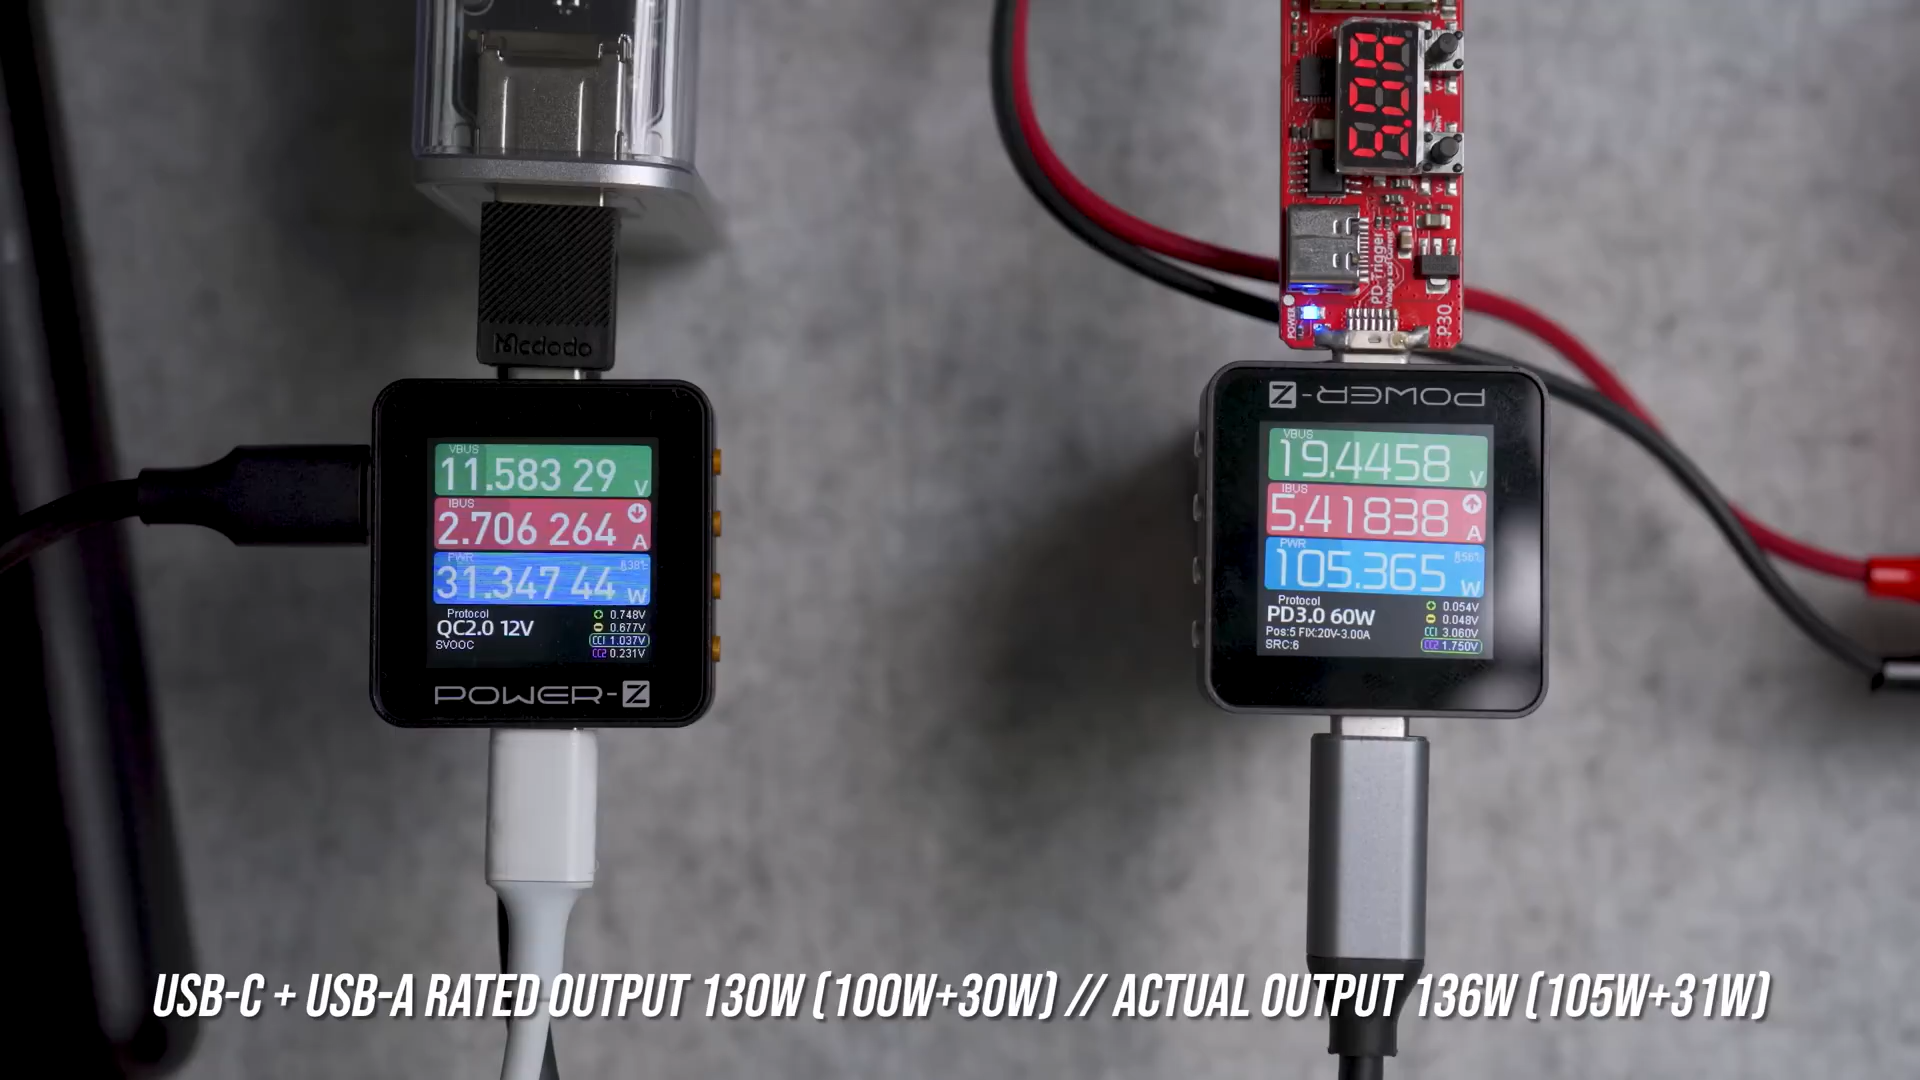 Mcdodo
VBUS
11.583 29 V
IBUS
2.706 264 A
PWR
38℃
31.347 44 W
Protocol
QC2.0 12V
SVOOC
0.748V
0.677V
CC1 1.037V
CC2 0.231V
POWER-Z
POWER
PD-Trigger
P30
POWER-Z
VBUS
19.4458 V
IBUS
5.41838 A
PWR
56℃
105.365 W
Protocol
PD3.0 60W
Pos:5 FIX:20V-3.00A
SRC:6
0.054V
0.048V
CC1 3.060V
CC2 1.750V
USB-C + USB-A RATED OUTPUT 130W (100W+30W) // ACTUAL OUTPUT 136W (105W+31W)